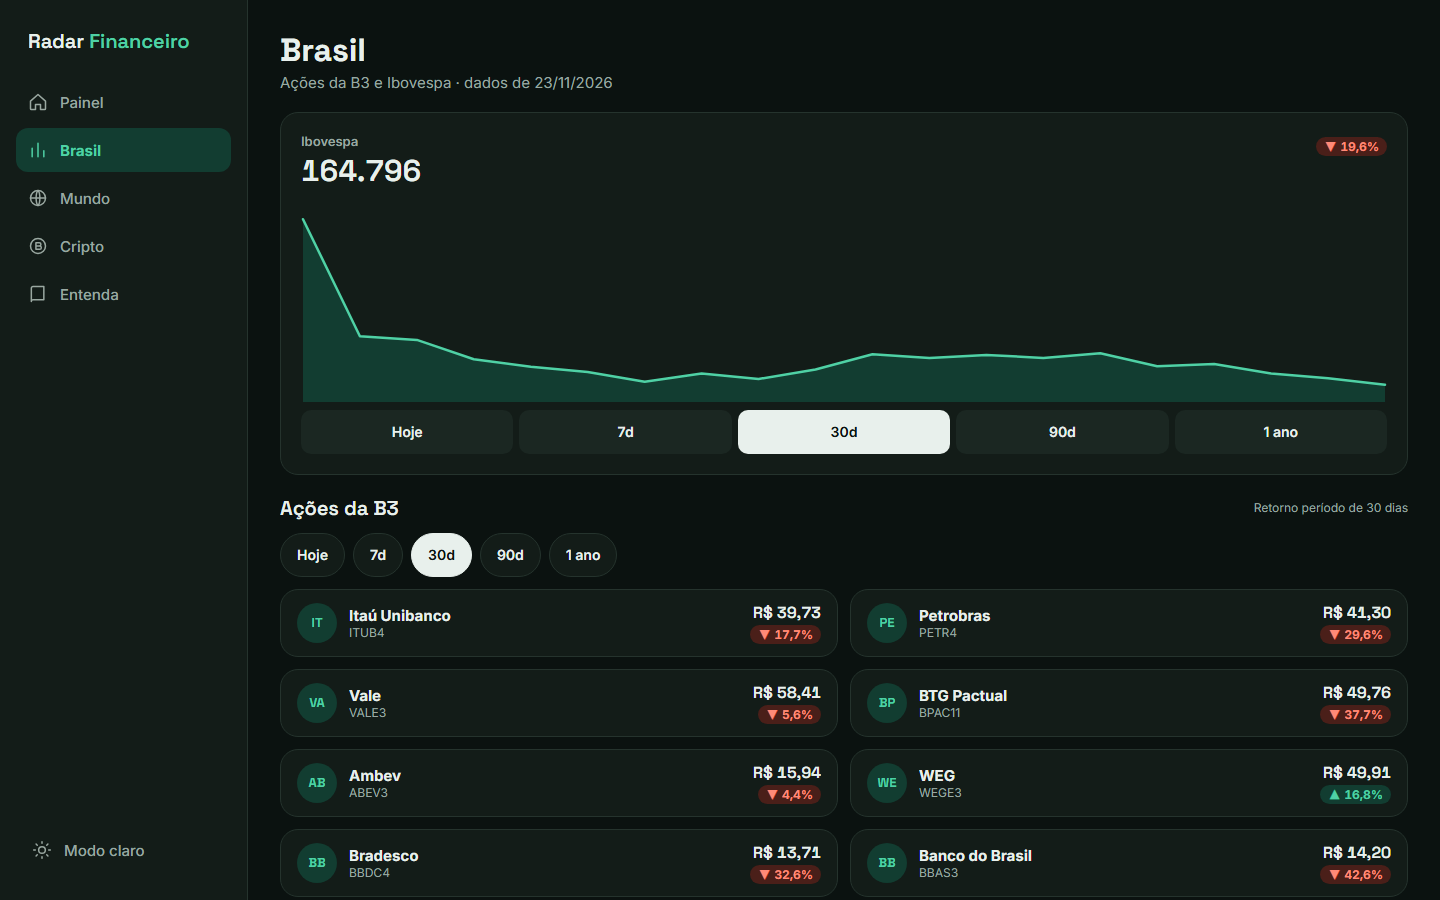 Radar Financeiro
Painel
Brasil
Mundo
Cripto
Entenda
Modo claro
Brasil
Ações da B3 e Ibovespa · dados de 23/11/2026
Ibovespa
164.796
▼ 19,6%
Hoje
7d
30d
90d
1 ano
Ações da B3
Retorno período de 30 dias
Hoje
7d
30d
90d
1 ano
IT
Itaú Unibanco
ITUB4
R$ 39,73
▼ 17,7%
PE
Petrobras
PETR4
R$ 41,30
▼ 29,6%
VA
Vale
VALE3
R$ 58,41
▼ 5,6%
BP
BTG Pactual
BPAC11
R$ 49,76
▼ 37,7%
AB
Ambev
ABEV3
R$ 15,94
▼ 4,4%
WE
WEG
WEGE3
R$ 49,91
▲ 16,8%
BB
Bradesco
BBDC4
R$ 13,71
▼ 32,6%
BB
Banco do Brasil
BBAS3
R$ 14,20
▼ 42,6%